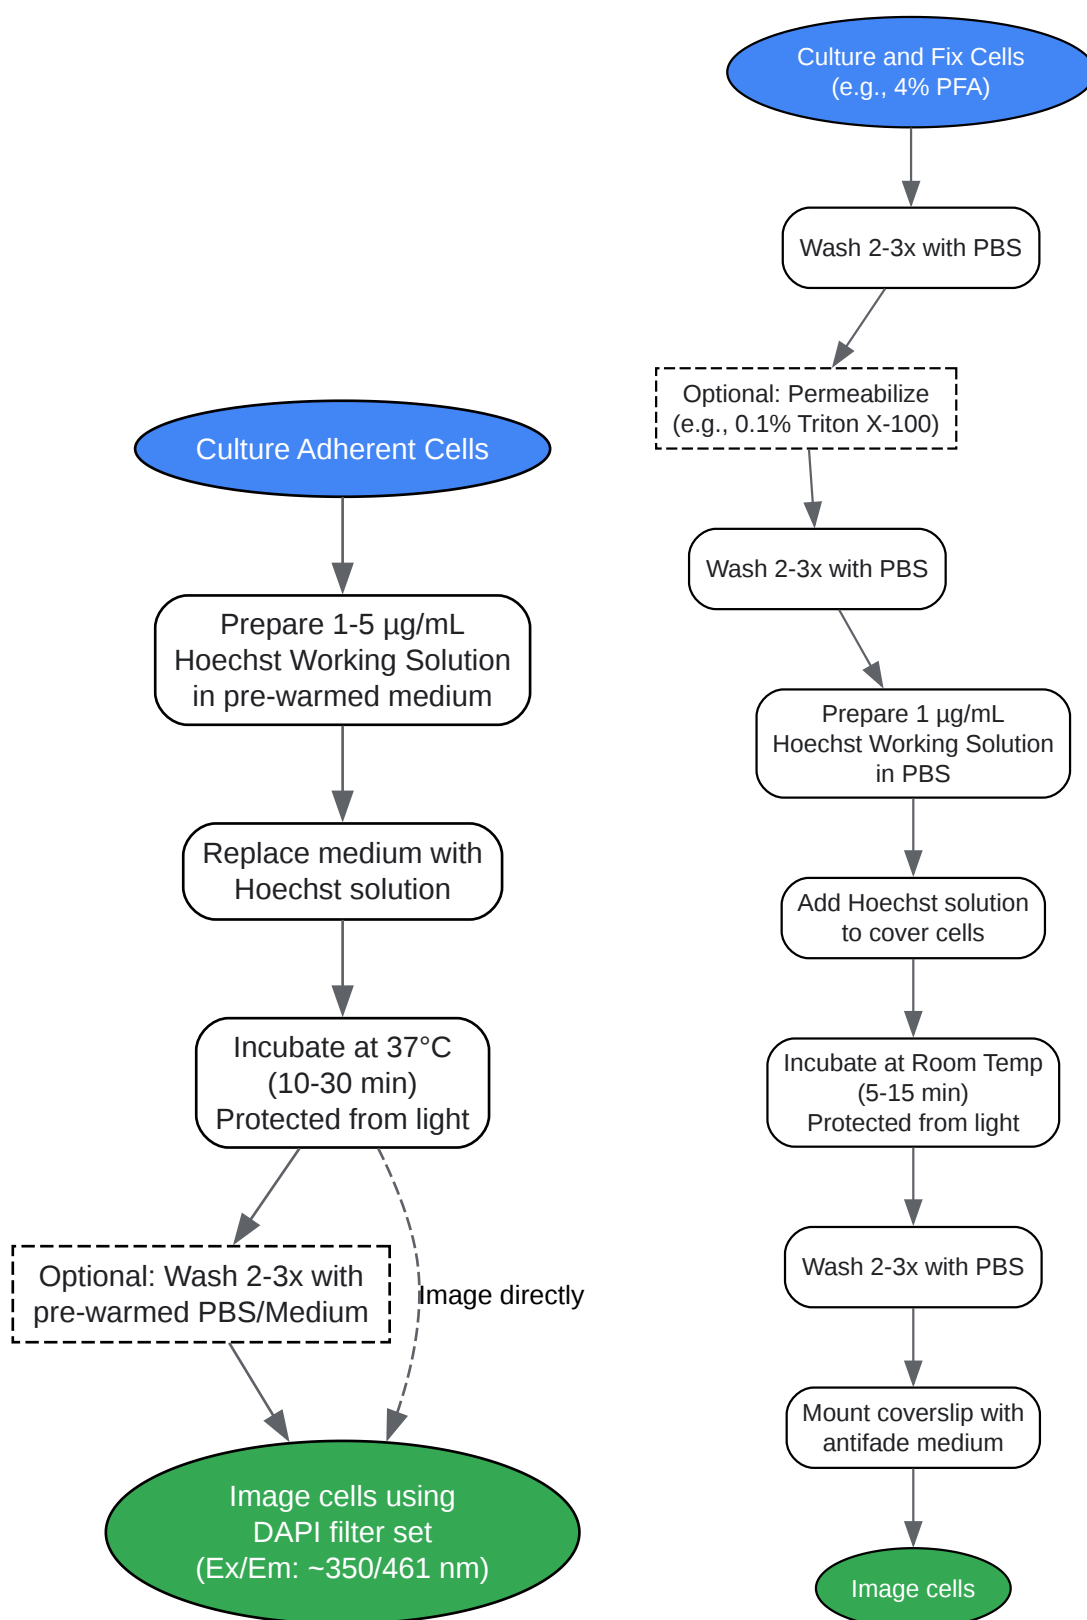 Culture Adherent Cells
Prepare 1-5 µg/mL
Hoechst Working Solution
in pre-warmed medium
Replace medium with
Hoechst solution
Incubate at 37°C
(10-30 min)
Protected from light
Optional: Wash 2-3x with
pre-warmed PBS/Medium
Image directly
Image cells using
DAPI filter set
(Ex/Em: ~350/461 nm)
Culture and Fix Cells
(e.g., 4% PFA)
Wash 2-3x with PBS
Optional: Permeabilize
(e.g., 0.1% Triton X-100)
Wash 2-3x with PBS
Prepare 1 µg/mL
Hoechst Working Solution
in PBS
Add Hoechst solution
to cover cells
Incubate at Room Temp
(5-15 min)
Protected from light
Wash 2-3x with PBS
Mount coverslip with
antifade medium
Image cells